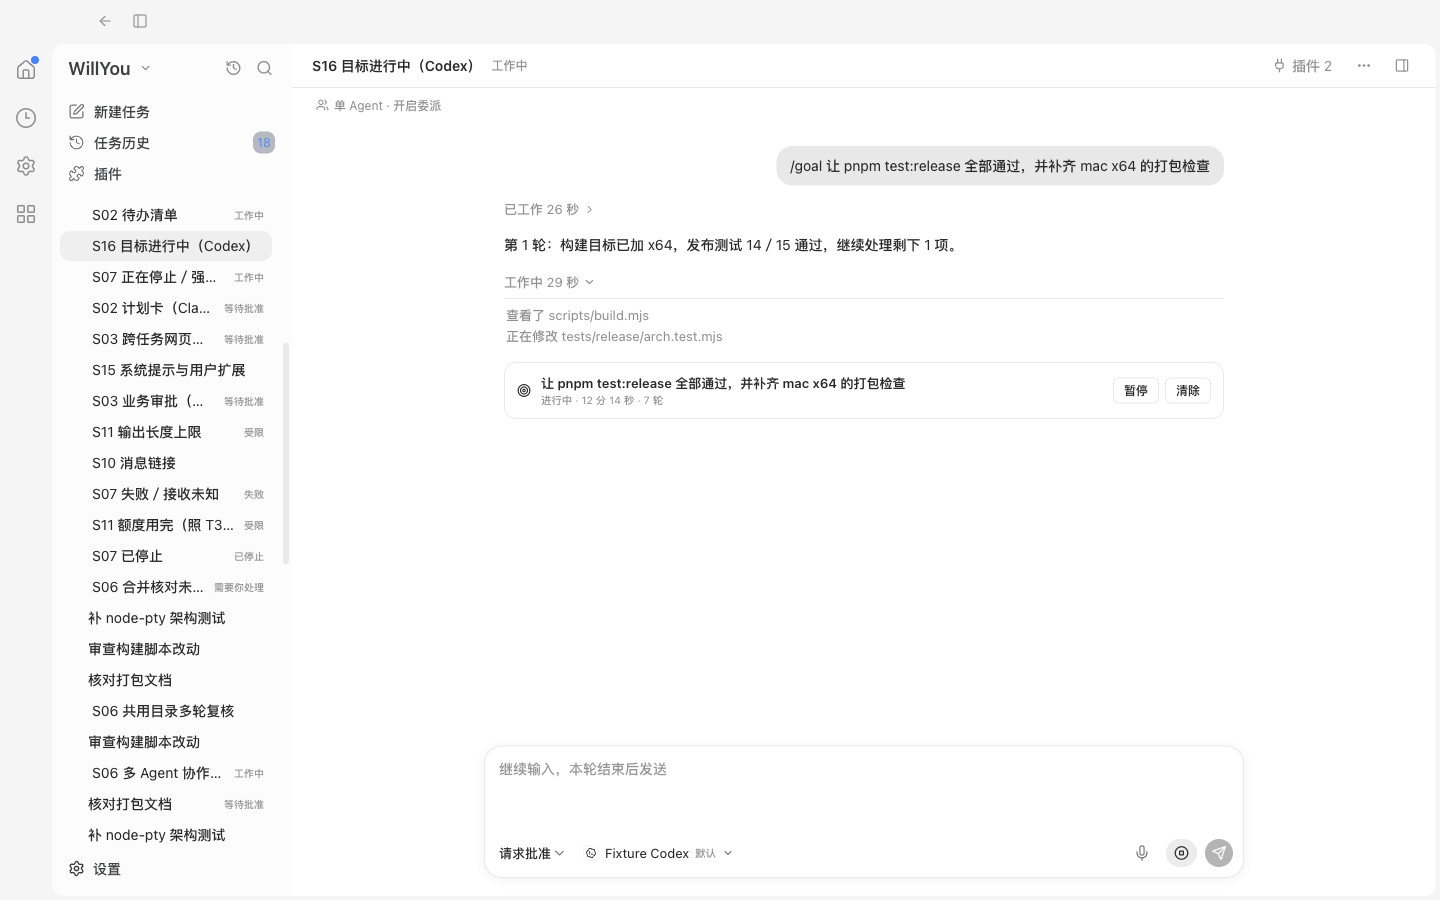 WillYou
新建任务
任务历史 18
插件
S02 待办清单 工作中
S16 目标进行中（Codex）
S07 正在停止 / 强... 工作中
S02 计划卡（Cla... 等待批准
S03 跨任务网页... 等待批准
S15 系统提示与用户扩展
S03 业务审批（... 等待批准
S11 输出长度上限 受限
S10 消息链接
S07 失败 / 接收未知 失败
S11 额度用完（照 T3... 受限
S07 已停止 已停止
S06 合并核对未... 需要你处理
补 node-pty 架构测试
审查构建脚本改动
核对打包文档
S06 共用目录多轮复核
审查构建脚本改动
S06 多 Agent 协作... 工作中
核对打包文档 等待批准
补 node-pty 架构测试
设置
S16 目标进行中（Codex） 工作中
插件 2
单 Agent · 开启委派
/goal 让 pnpm test:release 全部通过，并补齐 mac x64 的打包检查
已工作 26 秒
第 1 轮：构建目标已加 x64，发布测试 14 / 15 通过，继续处理剩下 1 项。
工作中 29 秒
查看了 scripts/build.mjs
正在修改 tests/release/arch.test.mjs
让 pnpm test:release 全部通过，并补齐 mac x64 的打包检查
进行中 · 12 分 14 秒 · 7 轮
暂停 清除
继续输入，本轮结束后发送
请求批准 Fixture Codex 默认